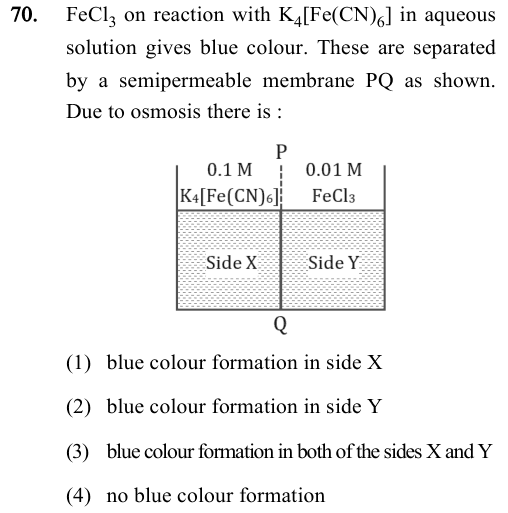 70. FeCl₃ on reaction with K₄[Fe(CN)₆] in aqueous
solution gives blue colour. These are separated
by a semipermeable membrane PQ as shown.
Due to osmosis there is :
P
0.1 M 0.01 M
K₄[Fe(CN)₆] FeCl₃
Side X Side Y
Q
(1) blue colour formation in side X
(2) blue colour formation in side Y
(3) blue colour formation in both of the sides X and Y
(4) no blue colour formation